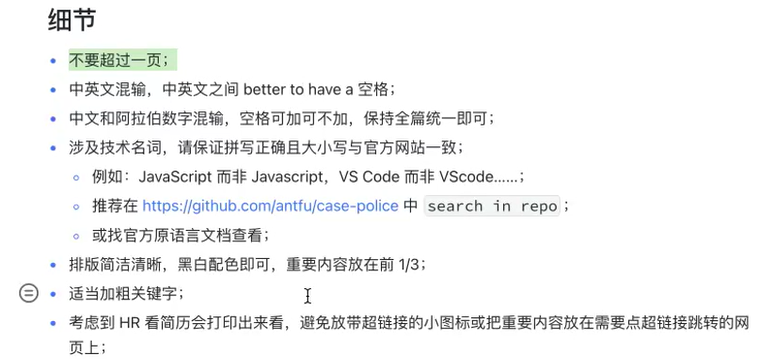 细节
不要超过一页；
中英文混输，中英文之间 better to have a 空格；
中文和阿拉伯数字混输，空格可加可不加，保持全篇统一即可；
涉及技术名词，请保证拼写正确且大小写与官方网站一致；
例如：JavaScript 而非 Javascript，VS Code 而非 VScode……；
推荐在 https://github.com/antfu/case-police 中 search in repo；
或找官方原语言文档查看；
排版简洁清晰，黑白配色即可，重要内容放在前 1/3；
适当加粗关键字；
考虑到 HR 看简历会打印出来看，避免放带超链接的小图标或把重要内容放在需要点超链接跳转的网
页上；